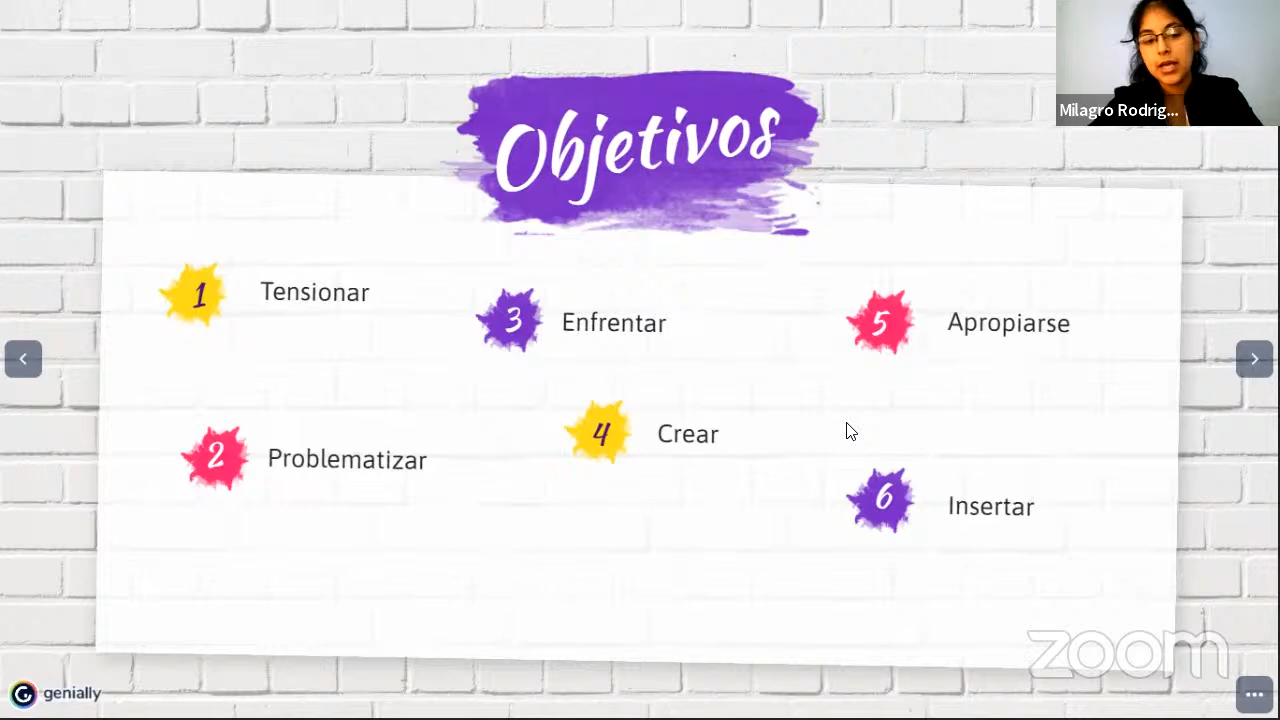 Milagro Rodrig...
Objetivos
1 Tensionar
2 Problematizar
3 Enfrentar
4 Crear
5 Apropiarse
6 Insertar
zoom
genially